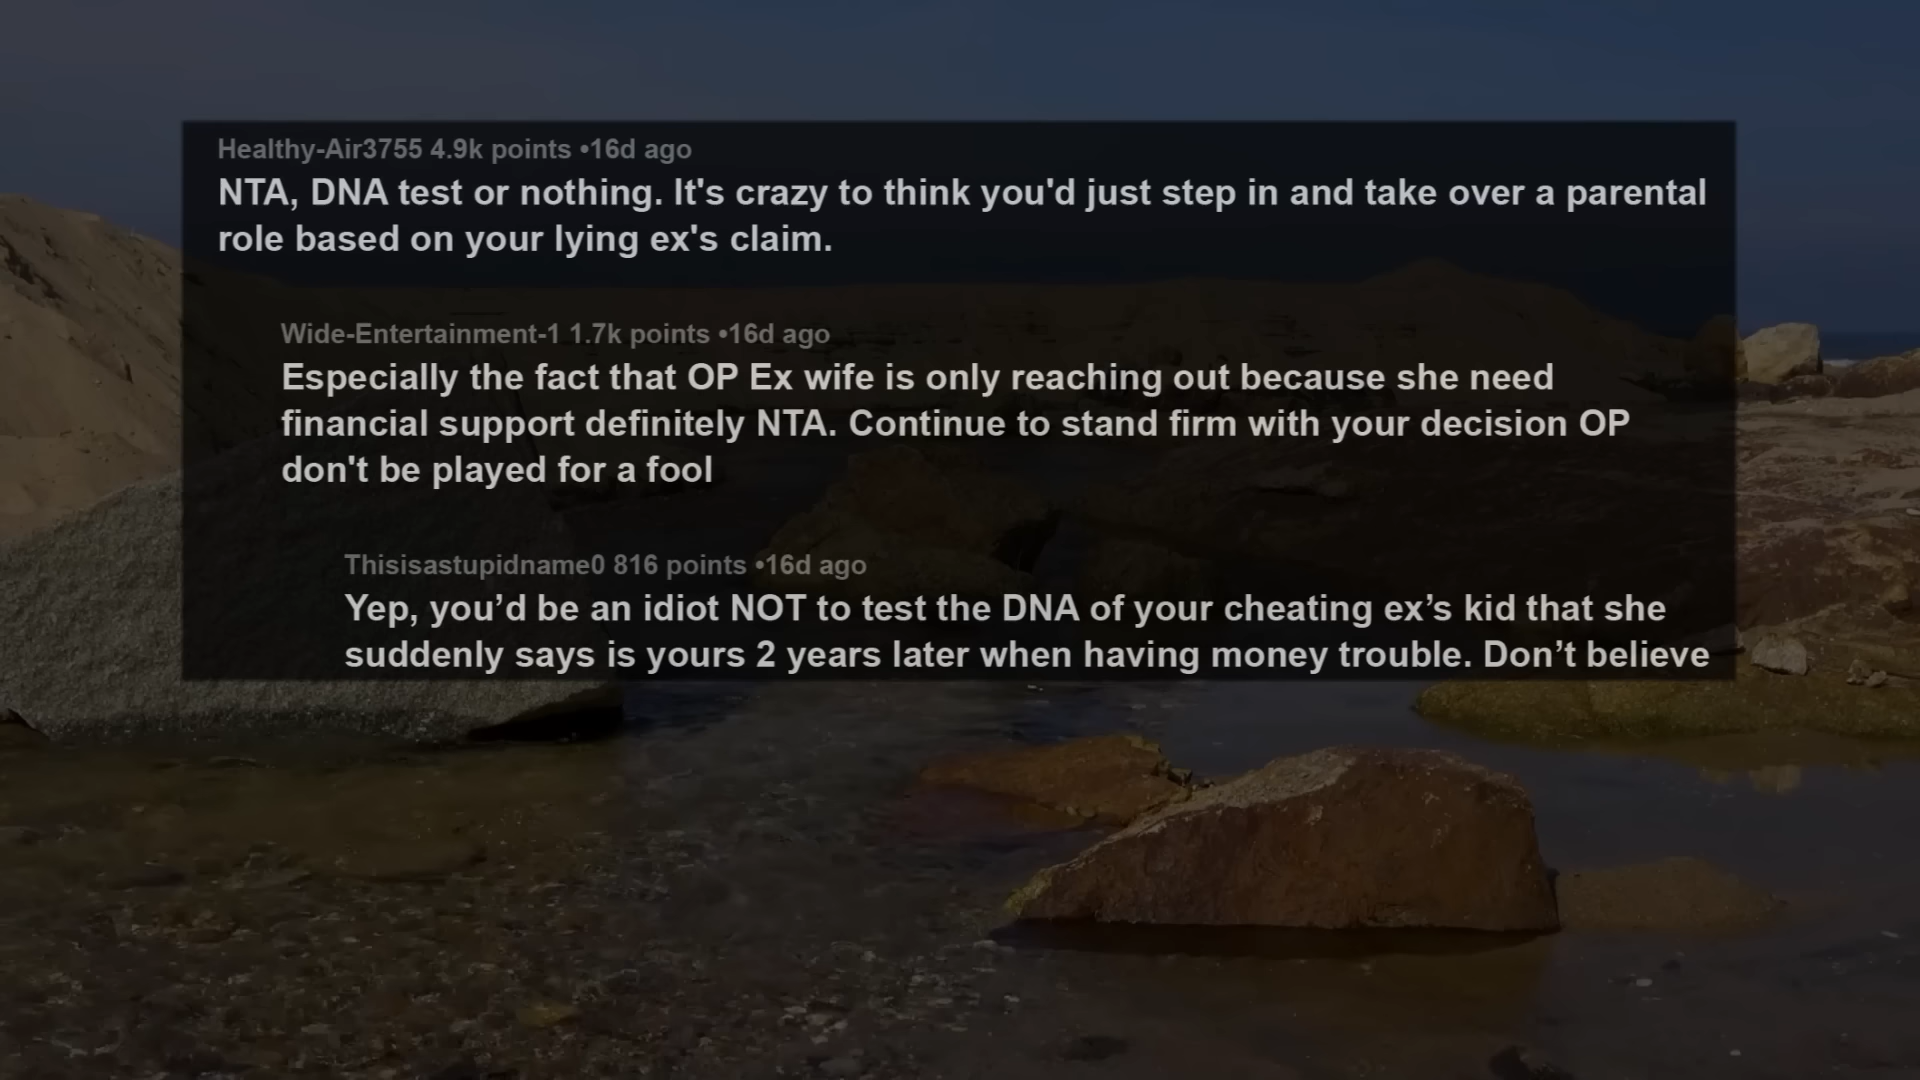 Healthy-Air3755 4.9k points •16d ago
NTA, DNA test or nothing. It's crazy to think you'd just step in and take over a parental
role based on your lying ex's claim.
Wide-Entertainment-1 1.7k points •16d ago
Especially the fact that OP Ex wife is only reaching out because she need
financial support definitely NTA. Continue to stand firm with your decision OP
don't be played for a fool
Thisisastupidname0 816 points •16d ago
Yep, you’d be an idiot NOT to test the DNA of your cheating ex’s kid that she
suddenly says is yours 2 years later when having money trouble. Don’t believe